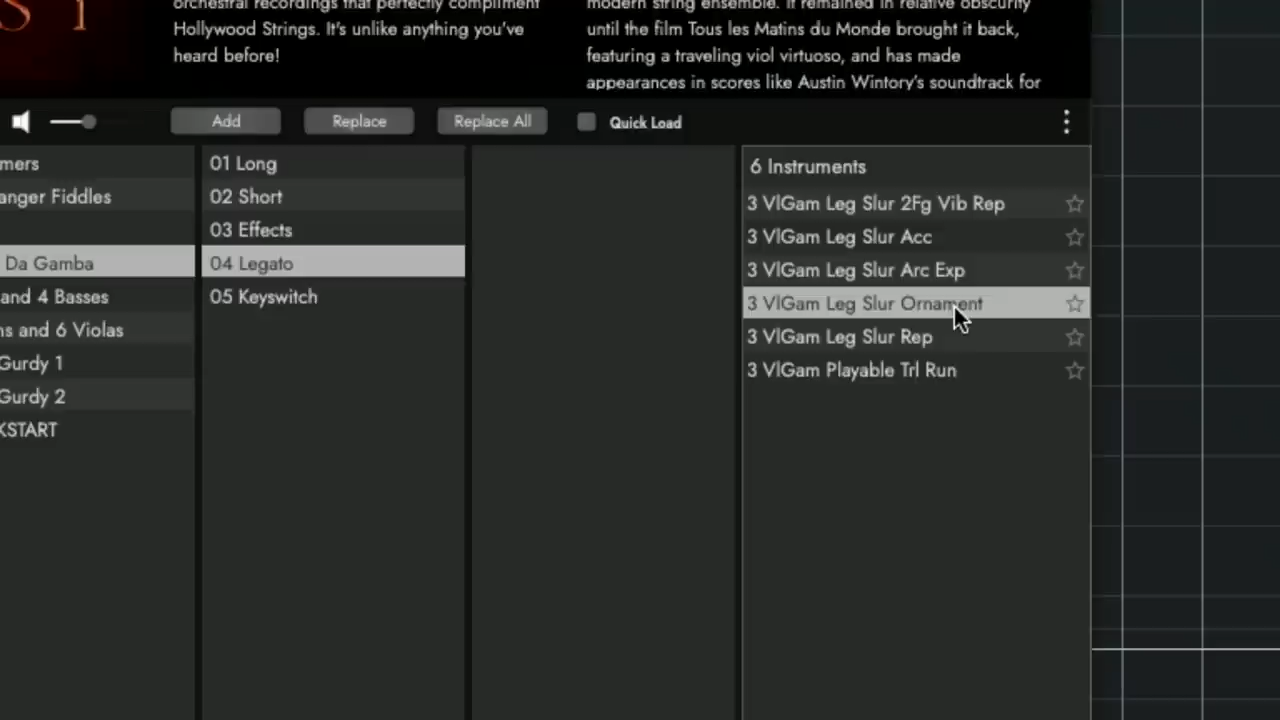 orchestral recordings that perfectly compliment
Hollywood Strings. It's unlike anything you've
heard before!
modern string ensemble. It remained in relative obscurity
until the film Tous les Matins du Monde brought it back,
featuring a traveling viol virtuoso, and has made
appearances in scores like Austin Wintory's soundtrack for
Add
Replace
Replace All
Quick Load
mers
anger Fiddles
Da Gamba
and 4 Basses
ns and 6 Violas
Gurdy 1
Gurdy 2
KSTART
01 Long
02 Short
03 Effects
04 Legato
05 Keyswitch
6 Instruments
3 VlGam Leg Slur 2Fg Vib Rep
3 VlGam Leg Slur Acc
3 VlGam Leg Slur Arc Exp
3 VlGam Leg Slur Ornament
3 VlGam Leg Slur Rep
3 VlGam Playable Trl Run